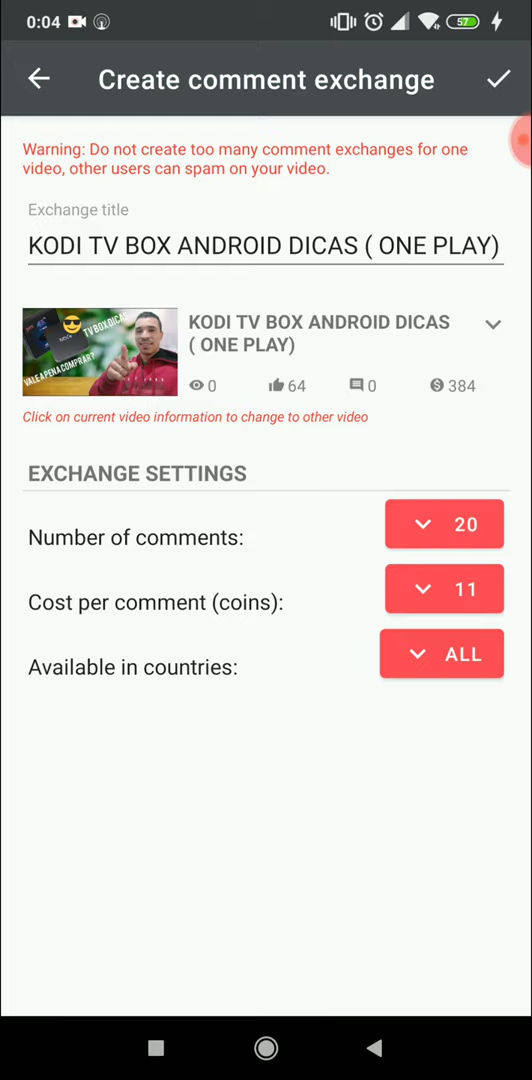 0:04
57
Create comment exchange
Warning: Do not create too many comment exchanges for one
video, other users can spam on your video.
Exchange title
KODI TV BOX ANDROID DICAS ( ONE PLAY)
TV BOX DICAS
VALE A PENA COMPRAR?
KODI TV BOX ANDROID DICAS
( ONE PLAY)
0 64 0 384
Click on current video information to change to other video
EXCHANGE SETTINGS
Number of comments: 20
Cost per comment (coins): 11
Available in countries: ALL